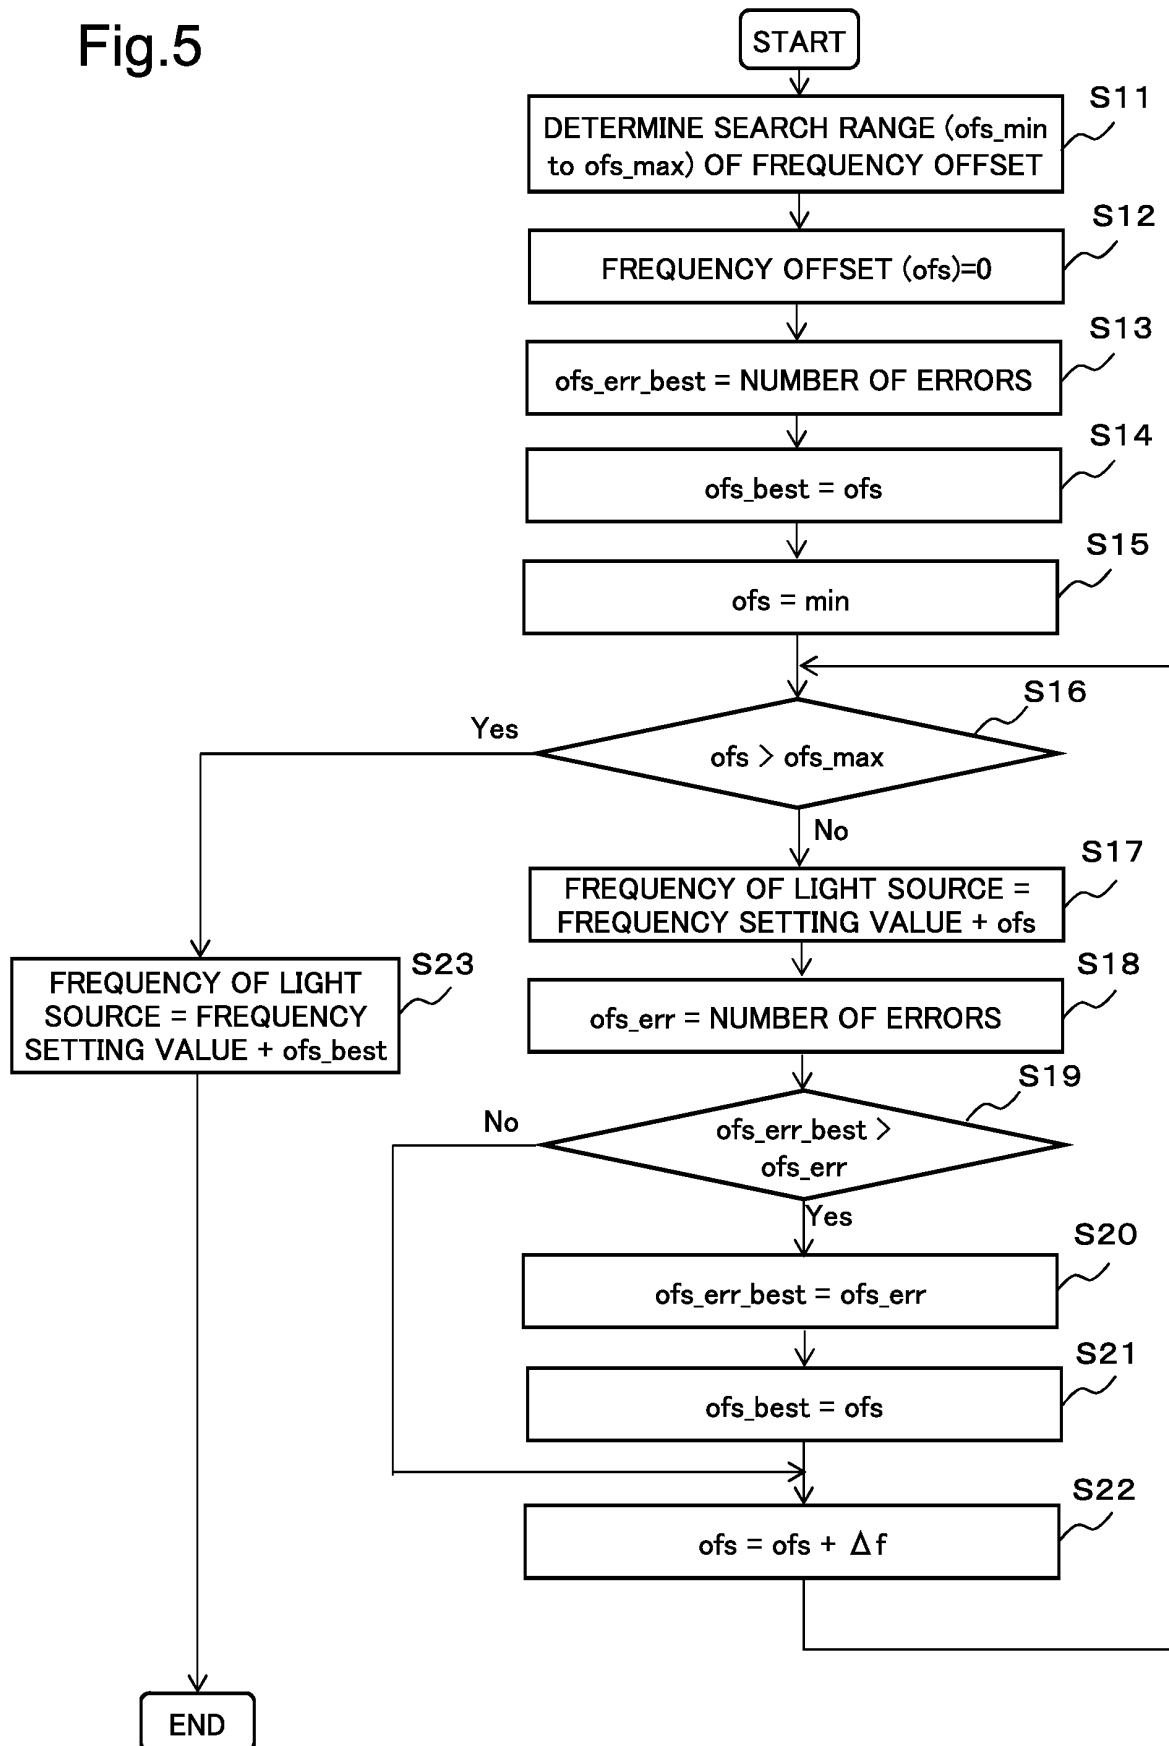 Fig.5
START
S11
DETERMINE SEARCH RANGE (ofs_min
to ofs_max) OF FREQUENCY OFFSET
S12
FREQUENCY OFFSET (ofs)=0
S13
ofs_err_best = NUMBER OF ERRORS
S14
ofs_best = ofs
S15
ofs = min
S16
Yes
ofs > ofs_max
No
S17
FREQUENCY OF LIGHT SOURCE =
FREQUENCY SETTING VALUE + ofs
S23
FREQUENCY OF LIGHT
SOURCE = FREQUENCY
SETTING VALUE + ofs_best
S18
ofs_err = NUMBER OF ERRORS
S19
No
ofs_err_best >
ofs_err
Yes
S20
ofs_err_best = ofs_err
S21
ofs_best = ofs
S22
ofs = ofs + Δf
END